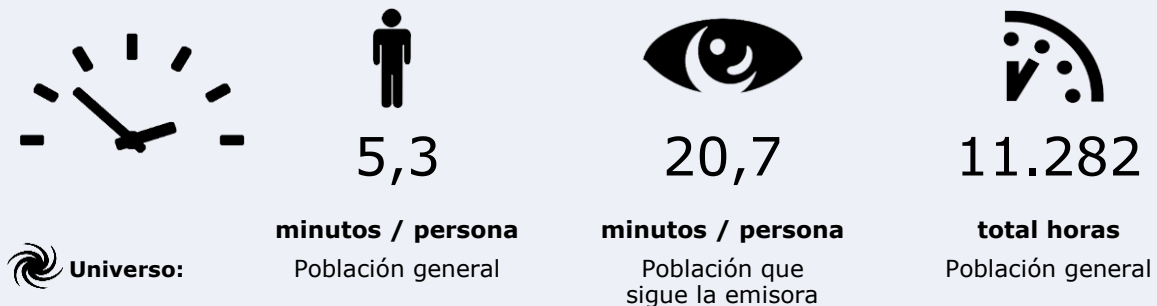 5,3
20,7
11.282
minutos / persona
minutos / persona
total horas
Universo:
Población general
Población que
sigue la emisora
Población general